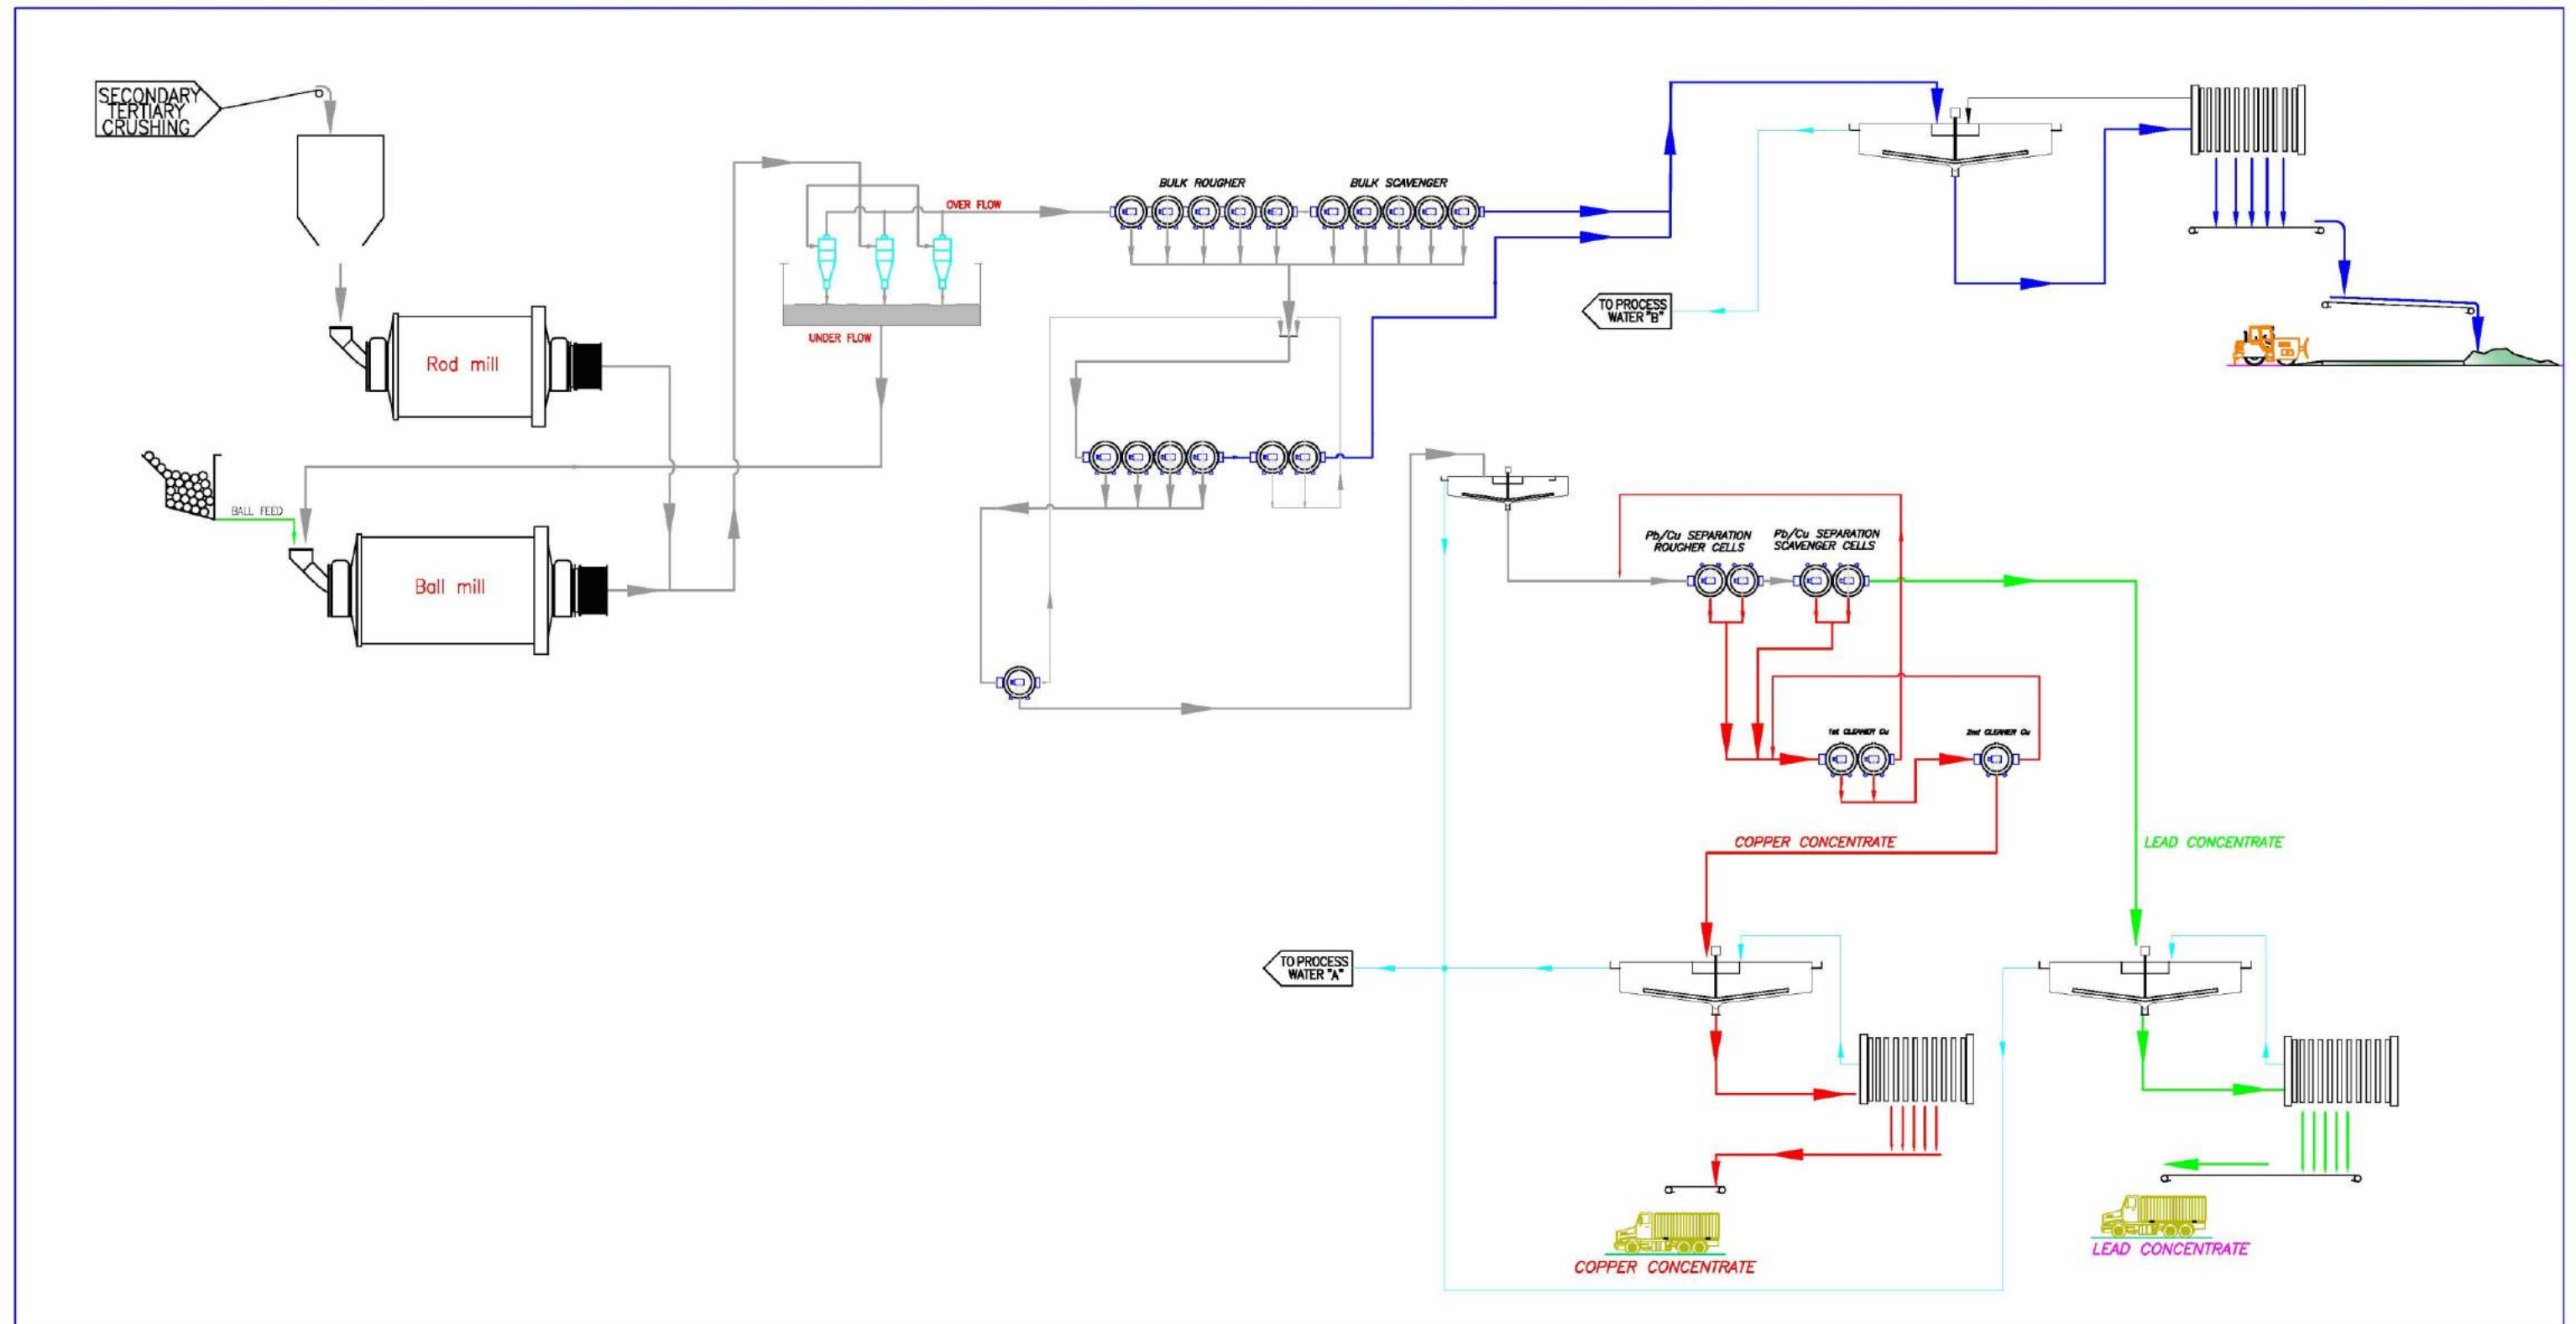 SECONDARY
TERTIARY
CRUSHING
BULK ROUGHER
BULK SCAVENGER
OVER FLOW
TO PROCESS
WATER "B"
UNDER FLOW
Rod mill
BALL FEED
Ball mill
Pb/Cu SEPARATION
ROUGHER CELLS
Pb/Cu SEPARATION
SCAVENGER CELLS
1st CLEANER Cu
2nd CLEANER Cu
COPPER CONCENTRATE
LEAD CONCENTRATE
TO PROCESS
WATER "A"
COPPER CONCENTRATE
LEAD CONCENTRATE